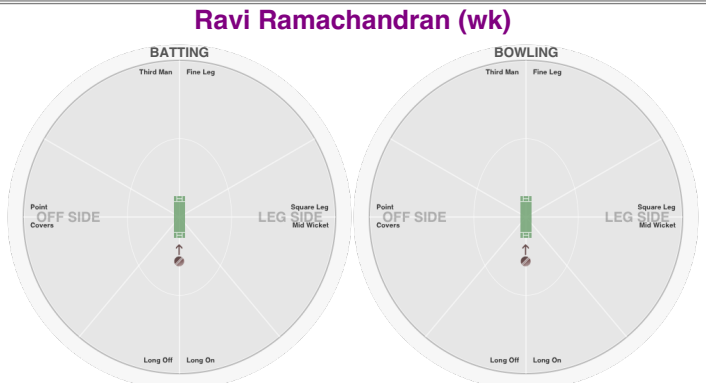 Ravi Ramachandran (wk)
BATTING
Third Man Fine Leg
Point
OFF SIDE
Covers
Square Leg
LEG SIDE
Mid Wicket
Long Off Long On
BOWLING
Third Man Fine Leg
Point
OFF SIDE
Covers
Square Leg
LEG SIDE
Mid Wicket
Long Off Long On